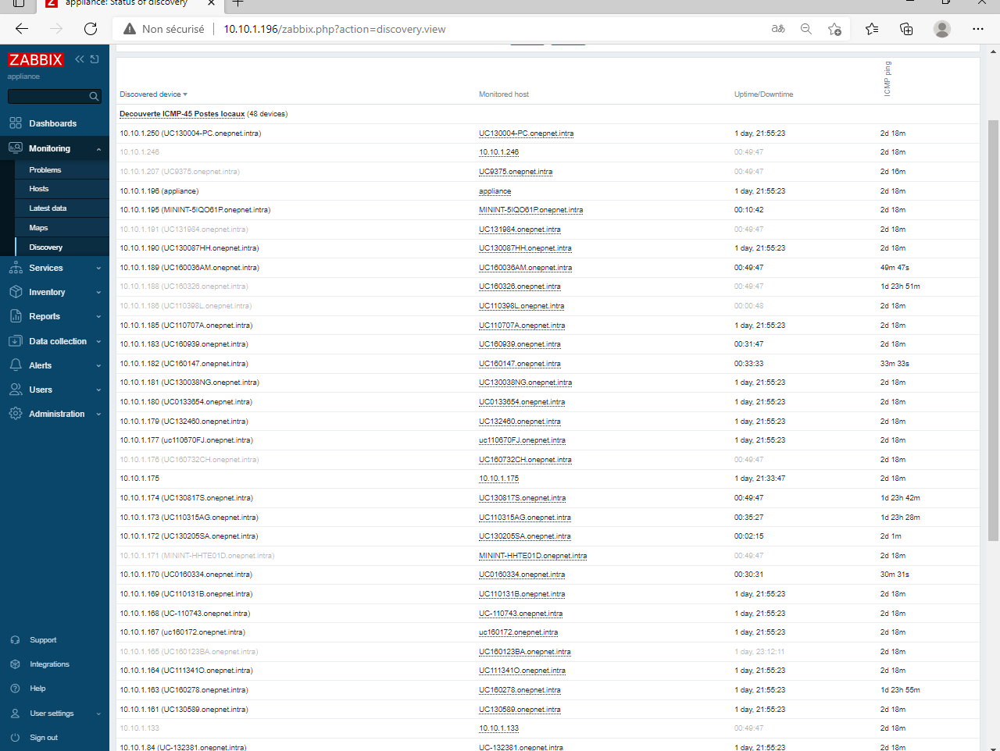 appliance: Status of discovery
Non sécurisé 10.10.1.196/zabbix.php?action=discovery.view
ZABBIX
appliance
Dashboards
Monitoring
Problems
Hosts
Latest data
Maps
Discovery
Services
Inventory
Reports
Data collection
Alerts
Users
Administration
Support
Integrations
Help
User settings
Sign out
Discovered device Monitored host Uptime/Downtime ICMP ping
Decouverte ICMP-45 Postes locaux (48 devices)
10.10.1.250 (UC130004-PC.onepnet.intra) UC130004-PC.onepnet.intra 1 day, 21:55:23 2d 18m
10.10.1.246 10.10.1.246 00:49:47 2d 18m
10.10.1.207 (UC9375.onepnet.intra) UC9375.onepnet.intra 00:49:47 2d 16m
10.10.1.196 (appliance) appliance 1 day, 21:55:23 2d 18m
10.10.1.195 (MININT-5IQO61P.onepnet.intra) MININT-5IQO61P.onepnet.intra 00:10:42 2d 18m
10.10.1.191 (UC131984.onepnet.intra) UC131984.onepnet.intra 00:49:47 2d 18m
10.10.1.190 (UC130087HH.onepnet.intra) UC130087HH.onepnet.intra 1 day, 21:55:23 2d 18m
10.10.1.189 (UC160036AM.onepnet.intra) UC160036AM.onepnet.intra 00:49:47 49m 47s
10.10.1.188 (UC160326.onepnet.intra) UC160326.onepnet.intra 00:49:47 1d 23h 51m
10.10.1.186 (UC110398L.onepnet.intra) UC110398L.onepnet.intra 00:00:48 2d 18m
10.10.1.185 (UC110707A.onepnet.intra) UC110707A.onepnet.intra 1 day, 21:55:23 2d 18m
10.10.1.183 (UC160939.onepnet.intra) UC160939.onepnet.intra 00:31:47 2d 18m
10.10.1.182 (UC160147.onepnet.intra) UC160147.onepnet.intra 00:33:33 33m 33s
10.10.1.181 (UC130038NG.onepnet.intra) UC130038NG.onepnet.intra 1 day, 21:55:23 2d 18m
10.10.1.180 (UC0133654.onepnet.intra) UC0133654.onepnet.intra 1 day, 21:55:23 2d 18m
10.10.1.179 (UC132460.onepnet.intra) UC132460.onepnet.intra 1 day, 21:55:23 2d 18m
10.10.1.177 (uc110670FJ.onepnet.intra) uc110670FJ.onepnet.intra 1 day, 21:55:23 2d 18m
10.10.1.176 (UC160732CH.onepnet.intra) UC160732CH.onepnet.intra 00:49:47 2d 18m
10.10.1.175 10.10.1.175 1 day, 21:33:47 2d 18m
10.10.1.174 (UC130817S.onepnet.intra) UC130817S.onepnet.intra 00:49:47 1d 23h 42m
10.10.1.173 (UC110315AG.onepnet.intra) UC110315AG.onepnet.intra 00:35:27 1d 23h 28m
10.10.1.172 (UC130205SA.onepnet.intra) UC130205SA.onepnet.intra 00:02:15 2d 1m
10.10.1.171 (MININT-HHTE01D.onepnet.intra) MININT-HHTE01D.onepnet.intra 00:49:47 2d 18m
10.10.1.170 (UC0160334.onepnet.intra) UC0160334.onepnet.intra 00:30:31 30m 31s
10.10.1.169 (UC110131B.onepnet.intra) UC110131B.onepnet.intra 1 day, 21:55:23 2d 18m
10.10.1.168 (UC-110743.onepnet.intra) UC-110743.onepnet.intra 1 day, 21:55:23 2d 18m
10.10.1.167 (uc160172.onepnet.intra) uc160172.onepnet.intra 1 day, 21:55:23 2d 18m
10.10.1.165 (UC160123BA.onepnet.intra) UC160123BA.onepnet.intra 1 day, 23:12:11 2d 18m
10.10.1.164 (UC111341O.onepnet.intra) UC111341O.onepnet.intra 1 day, 21:55:23 2d 18m
10.10.1.163 (UC160278.onepnet.intra) UC160278.onepnet.intra 1 day, 21:55:23 1d 23h 55m
10.10.1.161 (UC130589.onepnet.intra) UC130589.onepnet.intra 1 day, 21:55:23 2d 18m
10.10.1.133 10.10.1.133 00:49:47 2d 18m
10.10.1.84 (UC-132381.onepnet.intra) UC-132381.onepnet.intra 1 day, 21:55:23 2d 18m